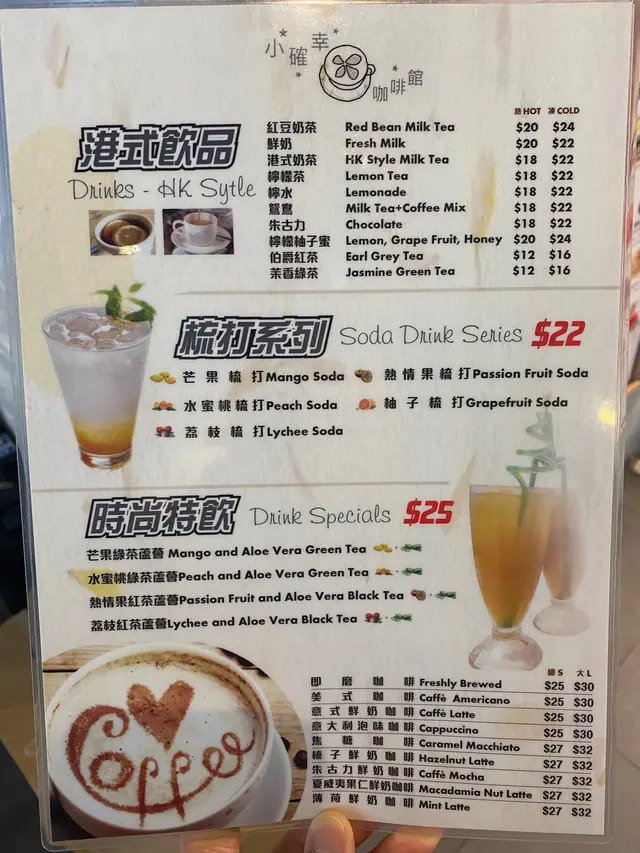 小確幸
咖啡館
熱 HOT 凍 COLD
港式飲品
Drinks - HK Sytle
紅豆奶茶 Red Bean Milk Tea $20 $24
鮮奶 Fresh Milk $20 $22
港式奶茶 HK Style Milk Tea $18 $22
檸檬茶 Lemon Tea $18 $22
檸水 Lemonade $18 $22
鴛鴦 Milk Tea+Coffee Mix $18 $22
朱古力 Chocolate $18 $22
檸檬柚子蜜 Lemon, Grape Fruit, Honey $20 $24
伯爵紅茶 Earl Grey Tea $12 $16
茉香綠茶 Jasmine Green Tea $12 $16
梳打系列 Soda Drink Series $22
芒果梳打 Mango Soda 熱情果梳打 Passion Fruit Soda
水蜜桃梳打 Peach Soda 柚子梳打 Grapefruit Soda
荔枝梳打 Lychee Soda
時尚特飲 Drink Specials $25
芒果綠茶蘆薈 Mango and Aloe Vera Green Tea
水蜜桃綠茶蘆薈 Peach and Aloe Vera Green Tea
熱情果紅茶蘆薈 Passion Fruit and Aloe Vera Black Tea
荔枝紅茶蘆薈 Lychee and Aloe Vera Black Tea
細 S 大 L
即磨咖啡 Freshly Brewed $25 $30
美式咖啡 Caffè Americano $25 $30
意式鮮奶咖啡 Caffè Latte $25 $30
意大利泡味咖啡 Cappuccino $25 $30
焦糖咖啡 Caramel Macchiato $27 $32
榛子鮮奶咖啡 Hazelnut Latte $27 $32
朱古力鮮奶咖啡 Caffè Mocha $27 $32
夏威夷果仁鮮奶咖啡 Macadamia Nut Latte $27 $32
薄荷鮮奶咖啡 Mint Latte $27 $32
Coffee